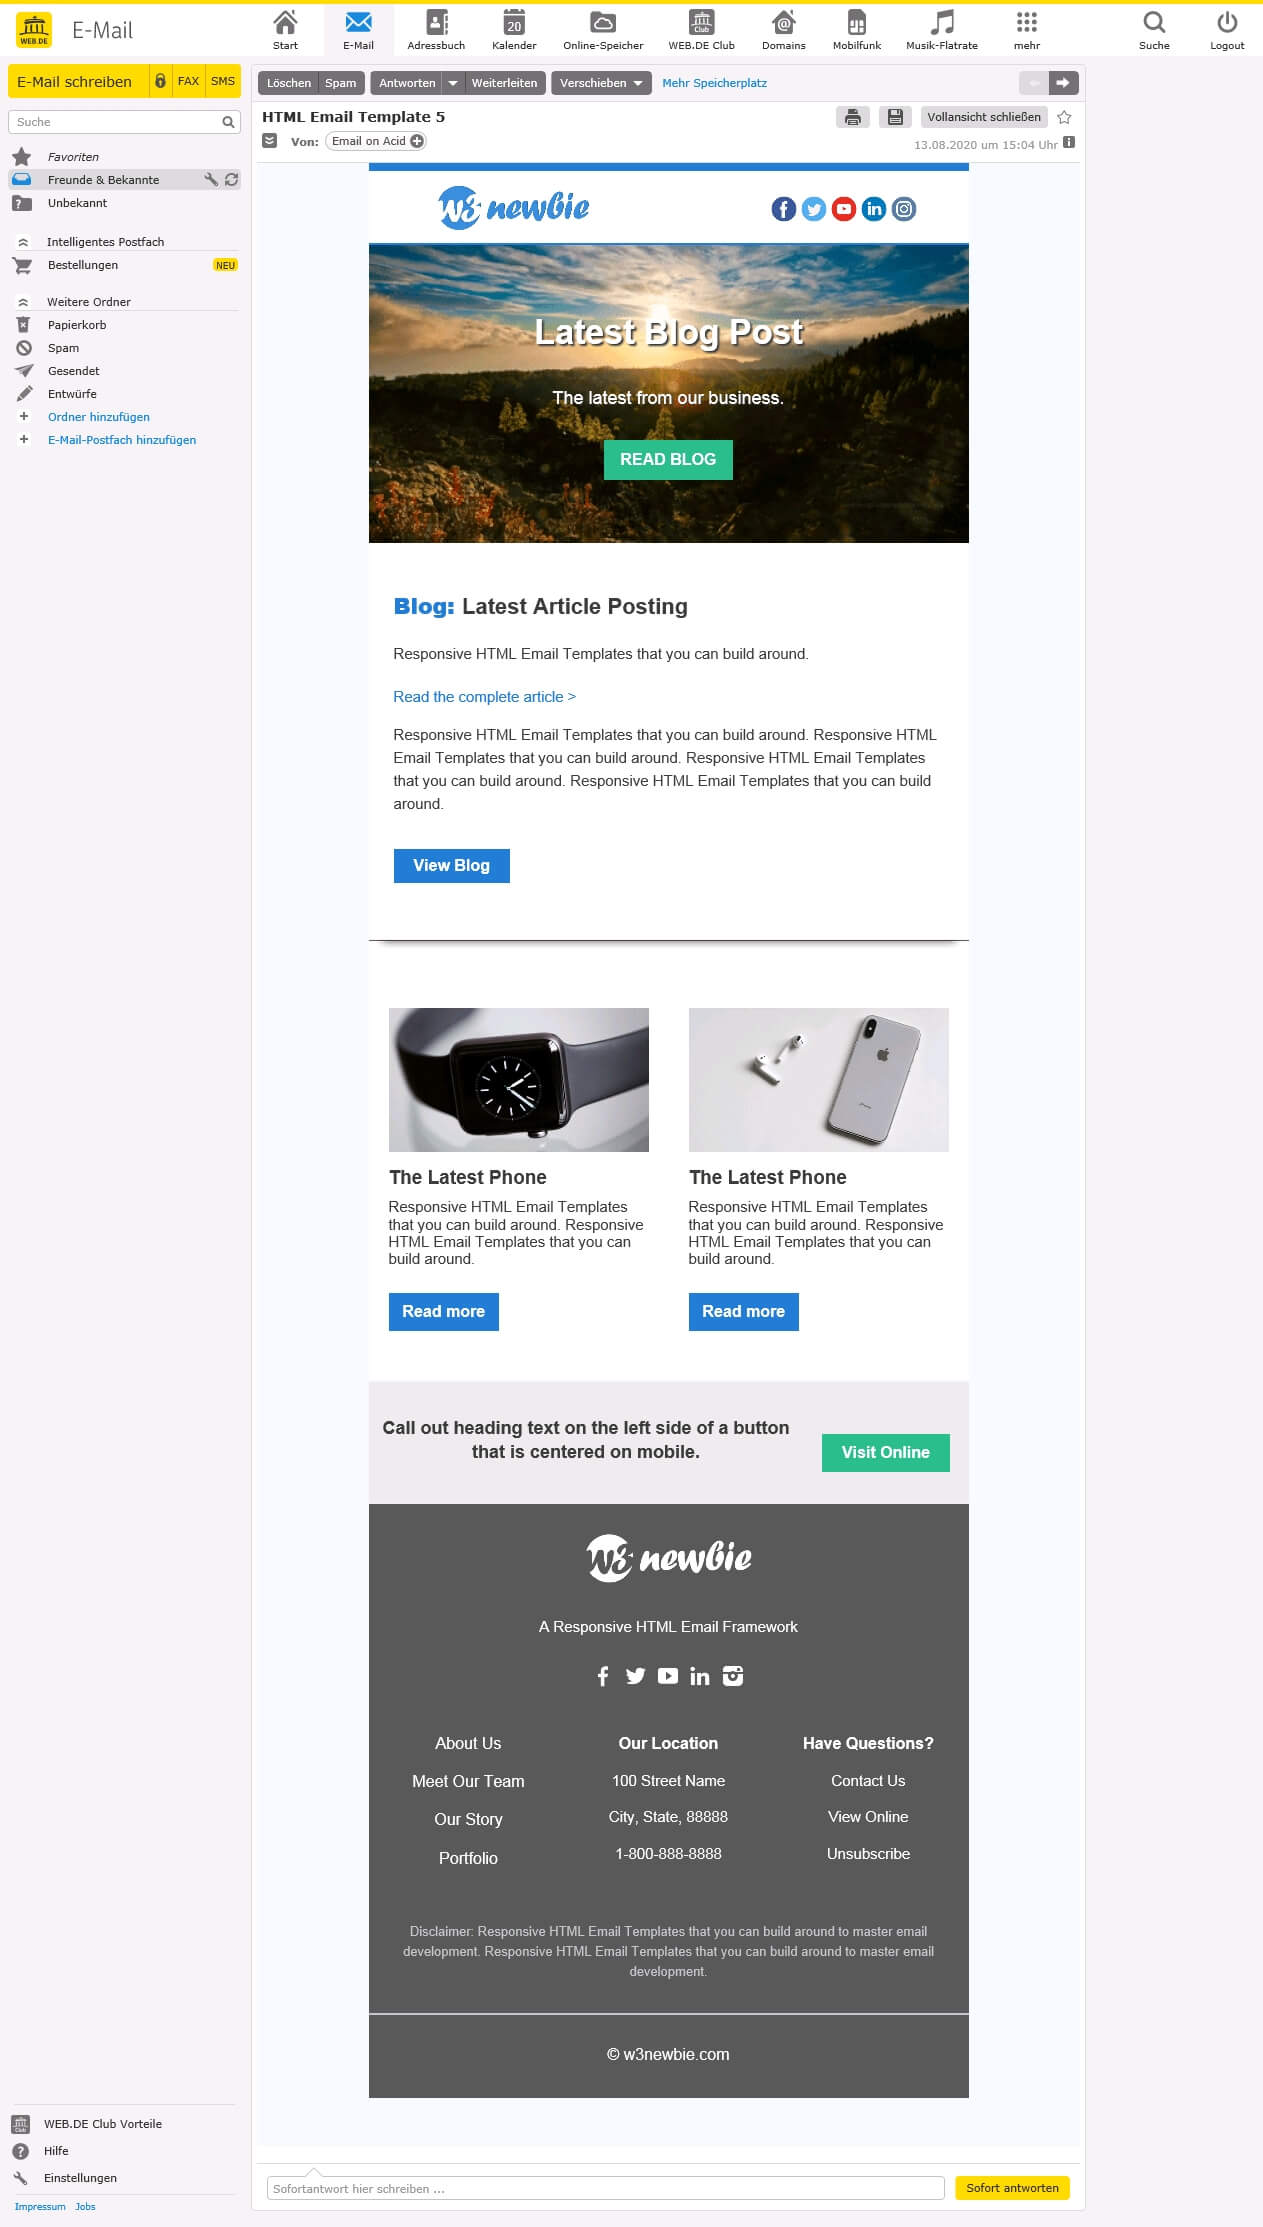 WEB.DE
E-Mail
Start
E-Mail
Adressbuch
20
Kalender
Online-Speicher
Club
WEB.DE Club
Domains
Mobilfunk
Musik-Flatrate
mehr
Suche
Logout
E-Mail schreiben
FAX
SMS
Suche
Favoriten
Freunde & Bekannte
Unbekannt
Intelligentes Postfach
Bestellungen
NEU
Weitere Ordner
Papierkorb
Spam
Gesendet
Entwürfe
+ Ordner hinzufügen
+ E-Mail-Postfach hinzufügen
Löschen
Spam
Antworten
Weiterleiten
Verschieben
Mehr Speicherplatz
HTML Email Template 5
Vollansicht schließen
Von: Email on Acid
13.08.2020 um 15:04 Uhr
W3 newbie
Latest Blog Post
The latest from our business.
READ BLOG
Blog: Latest Article Posting
Responsive HTML Email Templates that you can build around.
Read the complete article >
Responsive HTML Email Templates that you can build around. Responsive HTML
Email Templates that you can build around. Responsive HTML Email Templates
that you can build around. Responsive HTML Email Templates that you can build
around.
View Blog
The Latest Phone
Responsive HTML Email Templates
that you can build around. Responsive
HTML Email Templates that you can
build around.
Read more
The Latest Phone
Responsive HTML Email Templates
that you can build around. Responsive
HTML Email Templates that you can
build around.
Read more
Call out heading text on the left side of a button
that is centered on mobile.
Visit Online
W3 newbie
A Responsive HTML Email Framework
About Us
Meet Our Team
Our Story
Portfolio
Our Location
100 Street Name
City, State, 88888
1-800-888-8888
Have Questions?
Contact Us
View Online
Unsubscribe
Disclaimer: Responsive HTML Email Templates that you can build around to master email
development. Responsive HTML Email Templates that you can build around to master email
development.
© w3newbie.com
Club
WEB.DE Club Vorteile
Hilfe
Einstellungen
Impressum Jobs
Sofortantwort hier schreiben ...
Sofort antworten